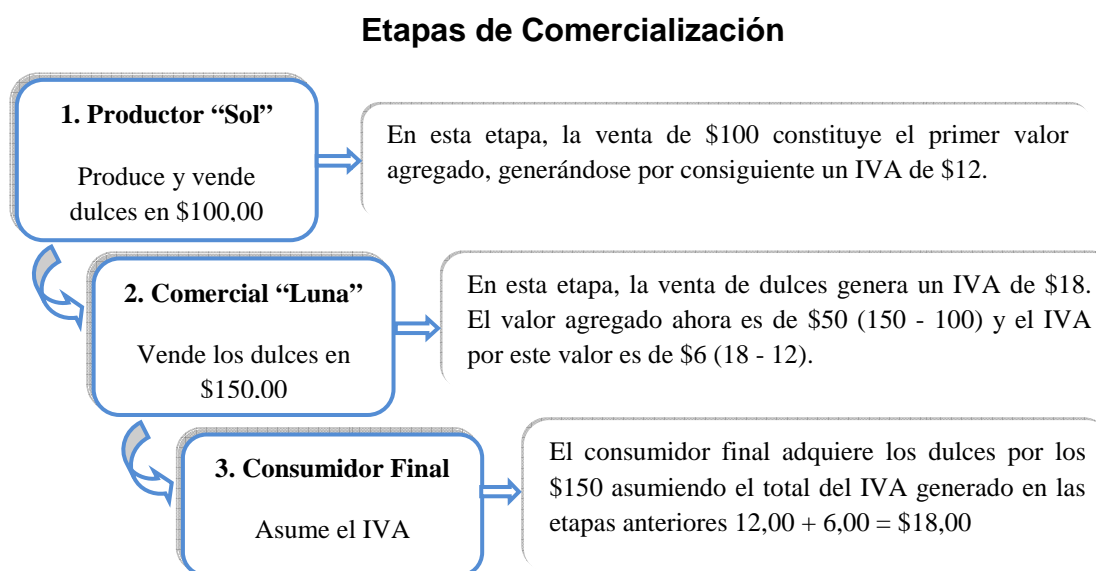 Etapas de Comercialización
1. Productor “Sol”
Produce y vende
dulces en $100,00
En esta etapa, la venta de $100 constituye el primer valor
agregado, generándose por consiguiente un IVA de $12.
2. Comercial “Luna”
Vende los dulces en
$150.00
En esta etapa, la venta de dulces genera un IVA de $18.
El valor agregado ahora es de $50 (150 - 100) y el IVA
por este valor es de $6 (18 - 12).
3. Consumidor Final
Asume el IVA
El consumidor final adquiere los dulces por los
$150 asumiendo el total del IVA generado en las
etapas anteriores 12,00 + 6,00 = $18,00